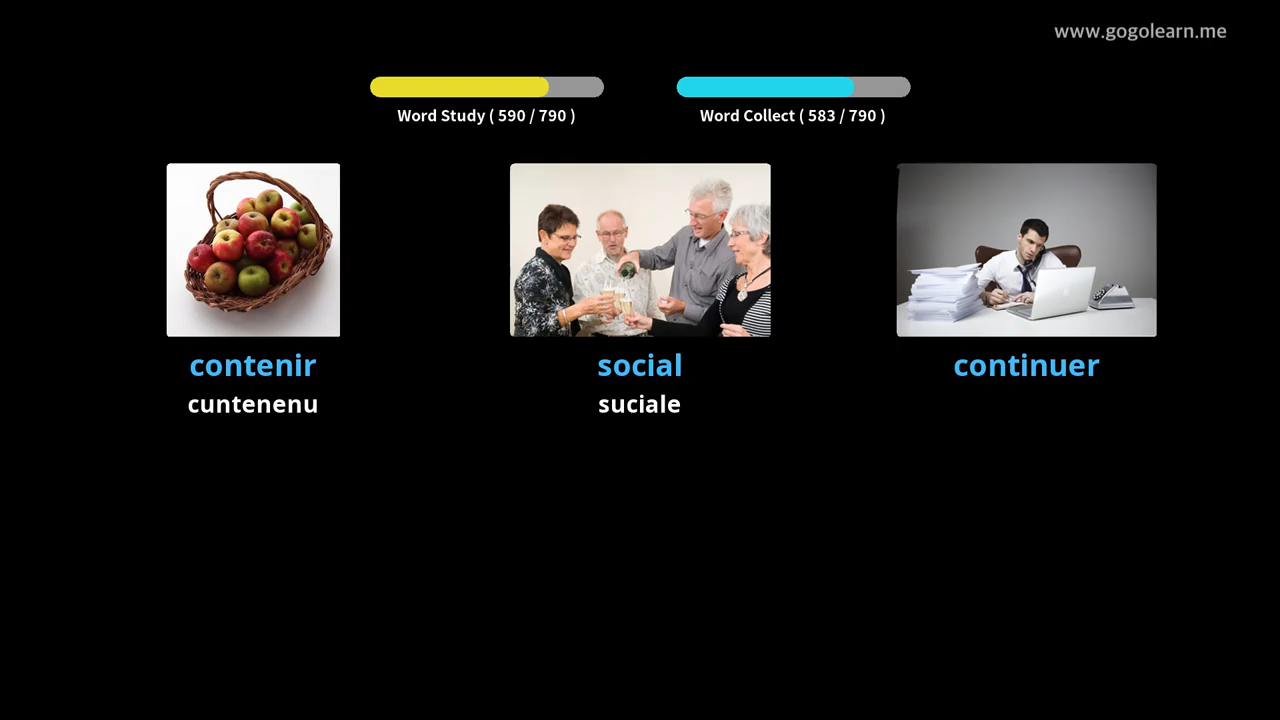 www.gogolearn.me
Word Study ( 590 / 790 )
Word Collect ( 583 / 790 )
contenir
social
continuer
cuntenenu
suciale